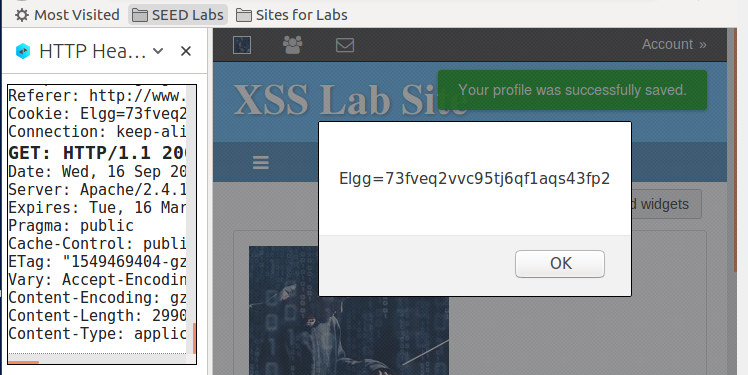 Most Visited SEED Labs Sites for Labs
HTTP Hea...
Account »
Referer: http://www.
Cookie: Elgg=73fveq2
Connection: keep-ali
GET: HTTP/1.1 200
Date: Wed, 16 Sep 20
Server: Apache/2.4.1
Expires: Tue, 16 Mar
Pragma: public
Cache-Control: publi
ETag: "1549469404-gz
Vary: Accept-Encodin
Content-Encoding: gz
Content-Length: 2990
Content-Type: applic
XSS Lab Site
Your profile was successfully saved.
Elgg=73fveq2vvc95tj6qf1aqs43fp2
widgets
OK